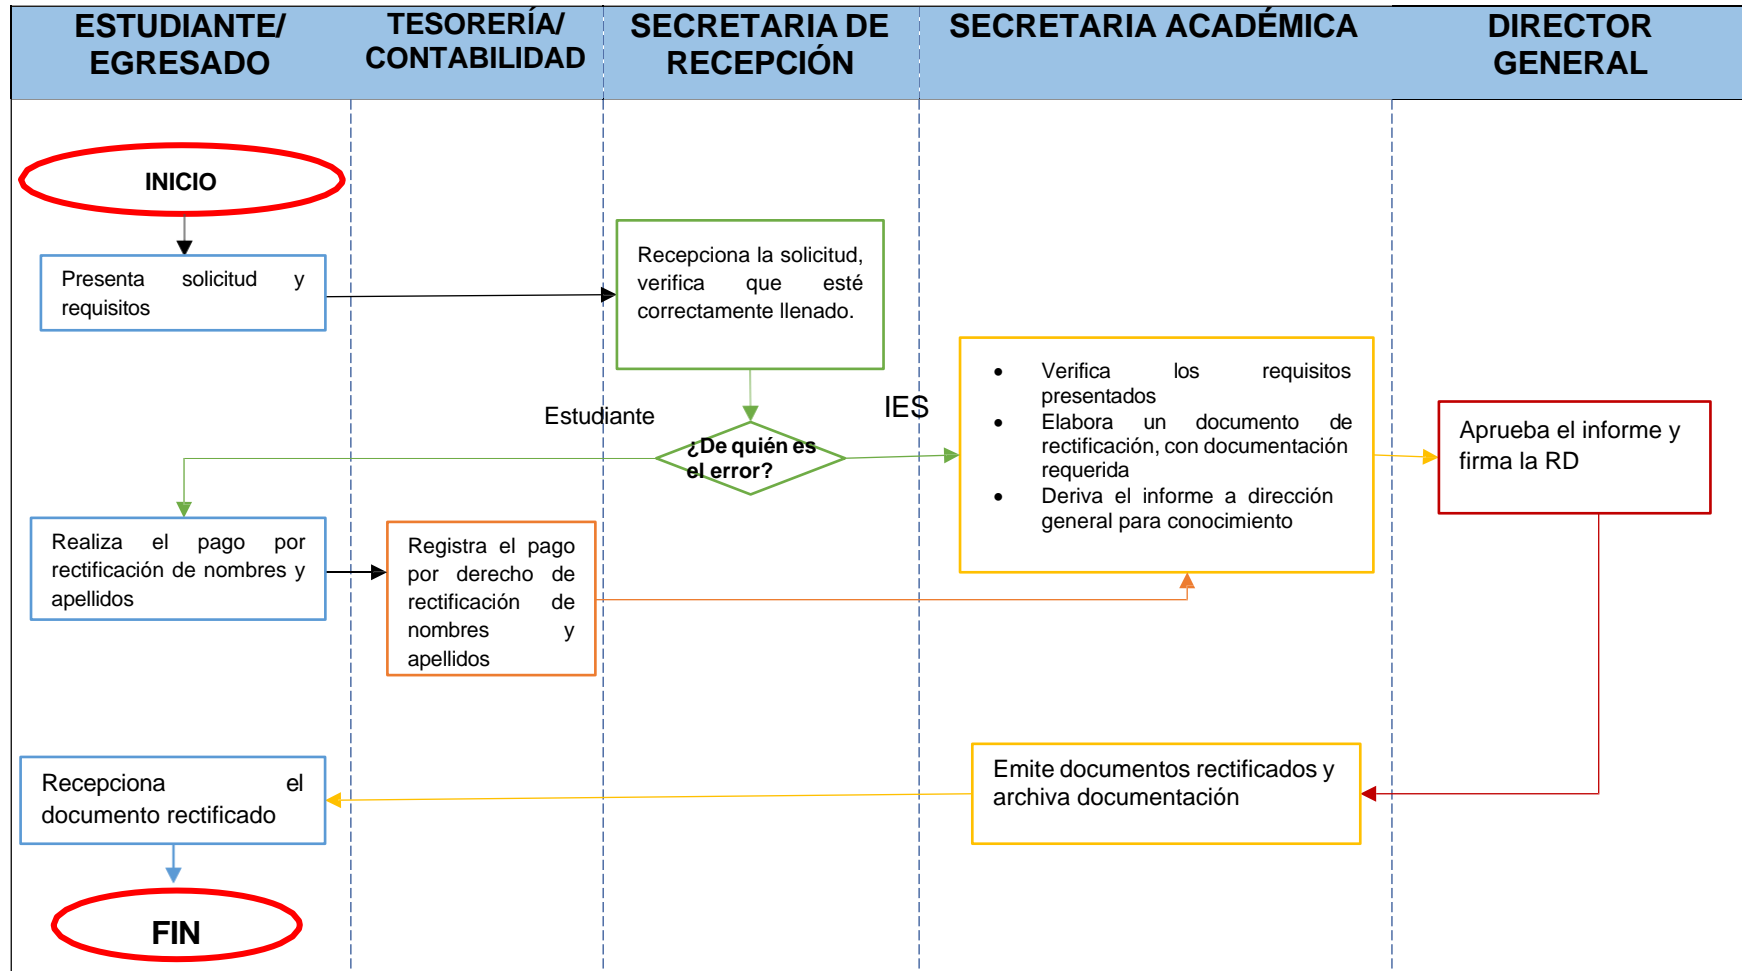 ESTUDIANTE/
EGRESADO
TESORERÍA/
CONTABILIDAD
SECRETARIA DE
RECEPCIÓN
SECRETARIA ACADÉMICA
DIRECTOR
GENERAL
INICIO
Presenta solicitud y
requisitos
Recepciona la solicitud,
verifica que esté
correctamente llenado.
Estudiante
IES
¿De quién es
el error?
• Verifica los requisitos
presentados
• Elabora un documento de
rectificación, con documentación
requerida
• Deriva el informe a dirección
general para conocimiento
Aprueba el informe y
firma la RD
Realiza el pago por
rectificación de nombres y
apellidos
Registra el pago
por derecho de
rectificación de
nombres y
apellidos
Emite documentos rectificados y
archiva documentación
Recepciona el
documento rectificado
FIN